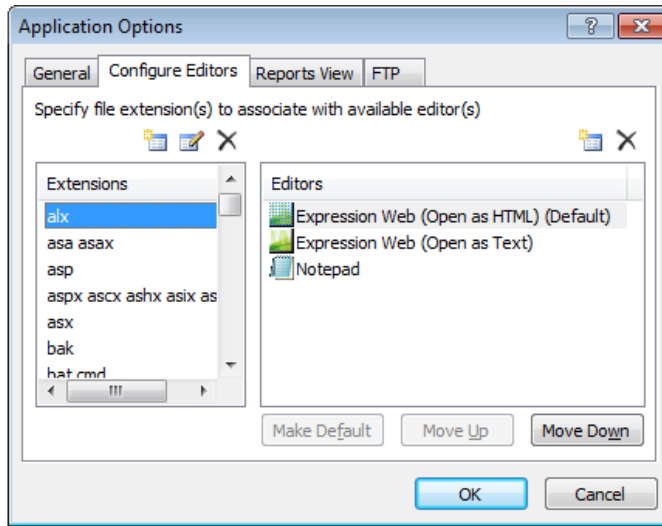 Application Options
General Configure Editors Reports View FTP
Specify file extension(s) to associate with available editor(s)
Extensions
alx
asa asax
asp
aspx ascx ashx asix as
asx
bak
bat cmd
Editors
Expression Web (Open as HTML) (Default)
Expression Web (Open as Text)
Notepad
Make Default Move Up Move Down
OK Cancel